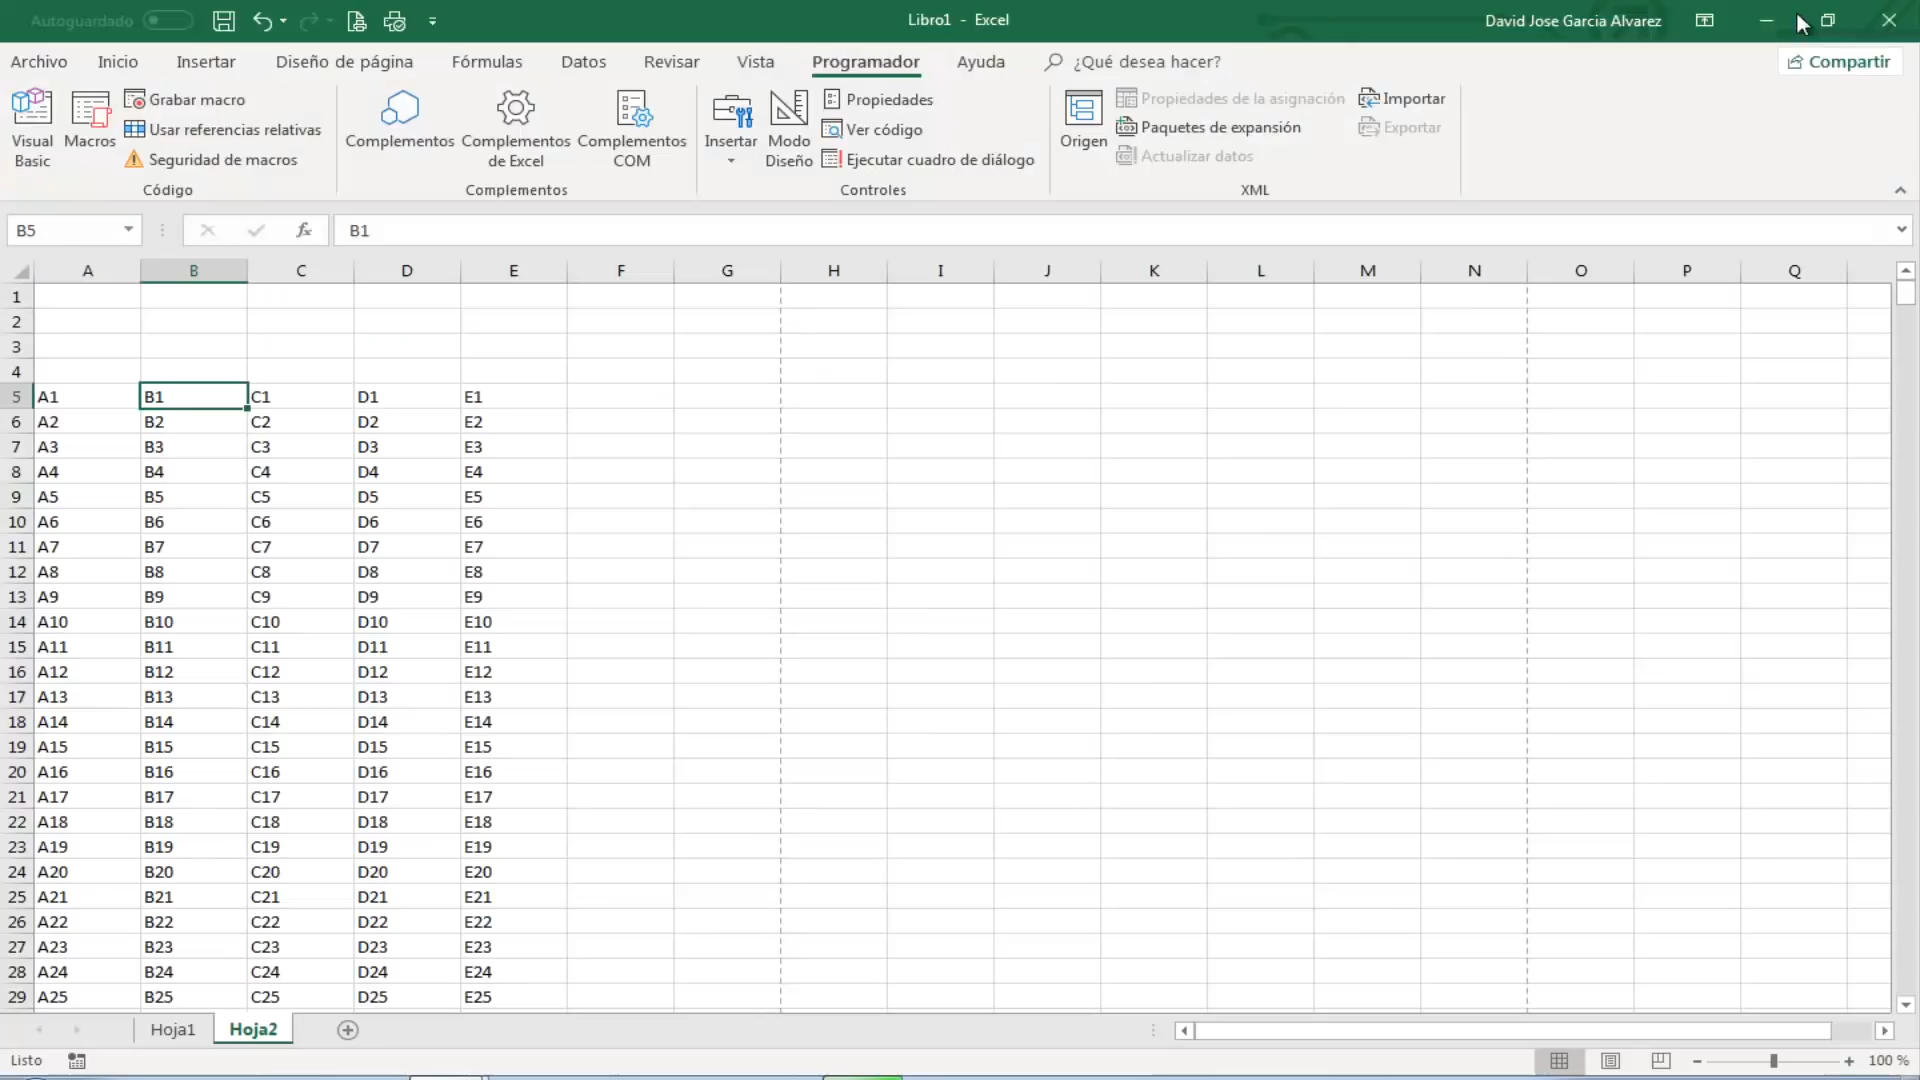 Autoguardado
Libro1 - Excel
David Jose Garcia Alvarez
Archivo Inicio Insertar Diseño de página Fórmulas Datos Revisar Vista Programador Ayuda ¿Qué desea hacer? Compartir
Visual Basic
Macros
Grabar macro
Usar referencias relativas
Seguridad de macros
Código
Complementos
Complementos de Excel
Complementos COM
Complementos
Insertar
Modo Diseño
Propiedades
Ver código
Ejecutar cuadro de diálogo
Controles
Origen
Propiedades de la asignación
Paquetes de expansión
Actualizar datos
Importar
Exportar
XML
B5 fx B1
A B C D E F G H I J K L M N O P Q
1
2
3
4
5 A1 B1 C1 D1 E1
6 A2 B2 C2 D2 E2
7 A3 B3 C3 D3 E3
8 A4 B4 C4 D4 E4
9 A5 B5 C5 D5 E5
10 A6 B6 C6 D6 E6
11 A7 B7 C7 D7 E7
12 A8 B8 C8 D8 E8
13 A9 B9 C9 D9 E9
14 A10 B10 C10 D10 E10
15 A11 B11 C11 D11 E11
16 A12 B12 C12 D12 E12
17 A13 B13 C13 D13 E13
18 A14 B14 C14 D14 E14
19 A15 B15 C15 D15 E15
20 A16 B16 C16 D16 E16
21 A17 B17 C17 D17 E17
22 A18 B18 C18 D18 E18
23 A19 B19 C19 D19 E19
24 A20 B20 C20 D20 E20
25 A21 B21 C21 D21 E21
26 A22 B22 C22 D22 E22
27 A23 B23 C23 D23 E23
28 A24 B24 C24 D24 E24
29 A25 B25 C25 D25 E25
Hoja1 Hoja2
Listo
100 %